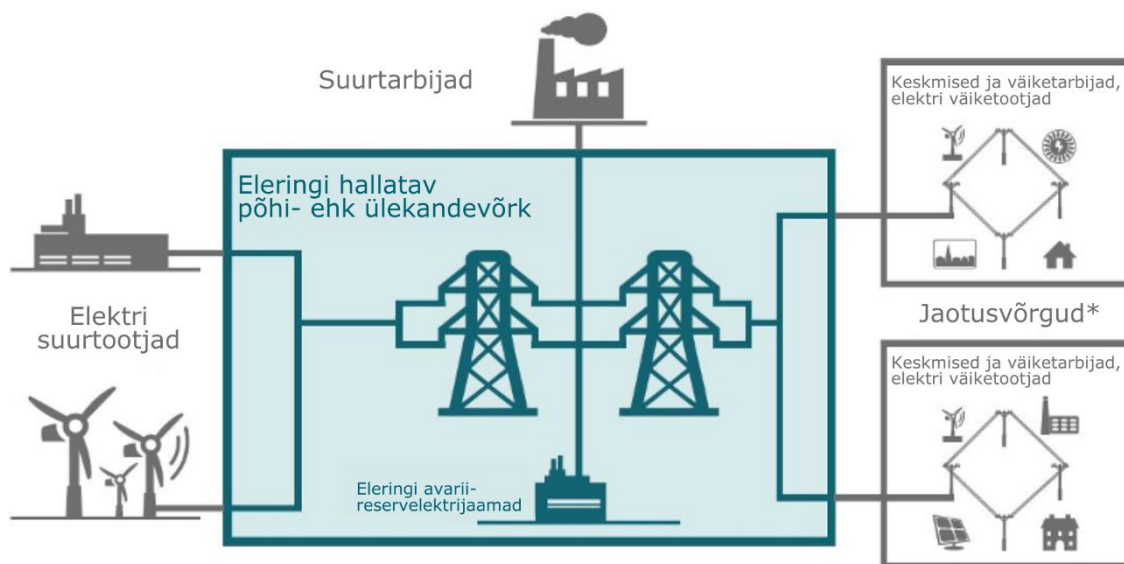 Suurtarbijad
Keskmised ja väiketarbijad,
elektri väiketootjad
Eleringi hallatav
põhi- ehk ülekandevõrk
Elektri
suurtootjad
Jaotusvõrgud*
Keskmised ja väiketarbijad,
elektri väiketootjad
Eleringi avarii-
reservelektrijaamad